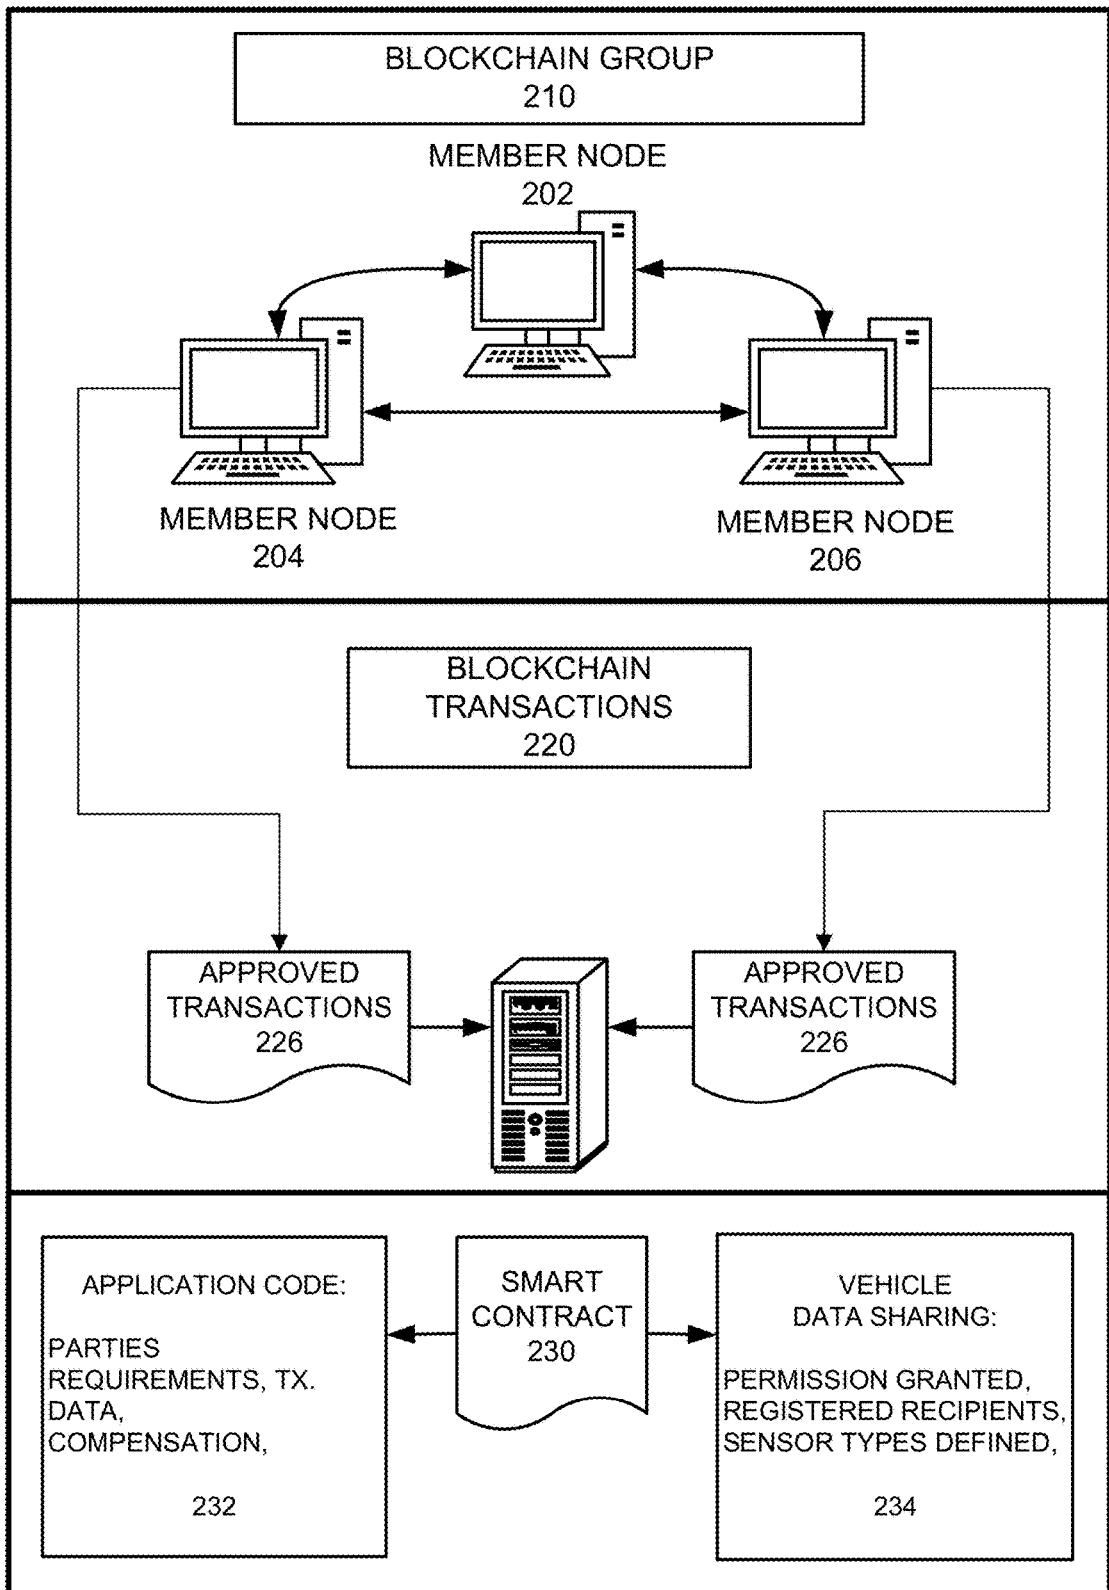 BLOCKCHAIN GROUP
210
MEMBER NODE
202
MEMBER NODE
204
MEMBER NODE
206
BLOCKCHAIN
TRANSACTIONS
220
APPROVED
TRANSACTIONS
226
APPROVED
TRANSACTIONS
226
APPLICATION CODE:
PARTIES
REQUIREMENTS, TX.
DATA,
COMPENSATION,
232
SMART
CONTRACT
230
VEHICLE
DATA SHARING:
PERMISSION GRANTED,
REGISTERED RECIPIENTS,
SENSOR TYPES DEFINED,
234